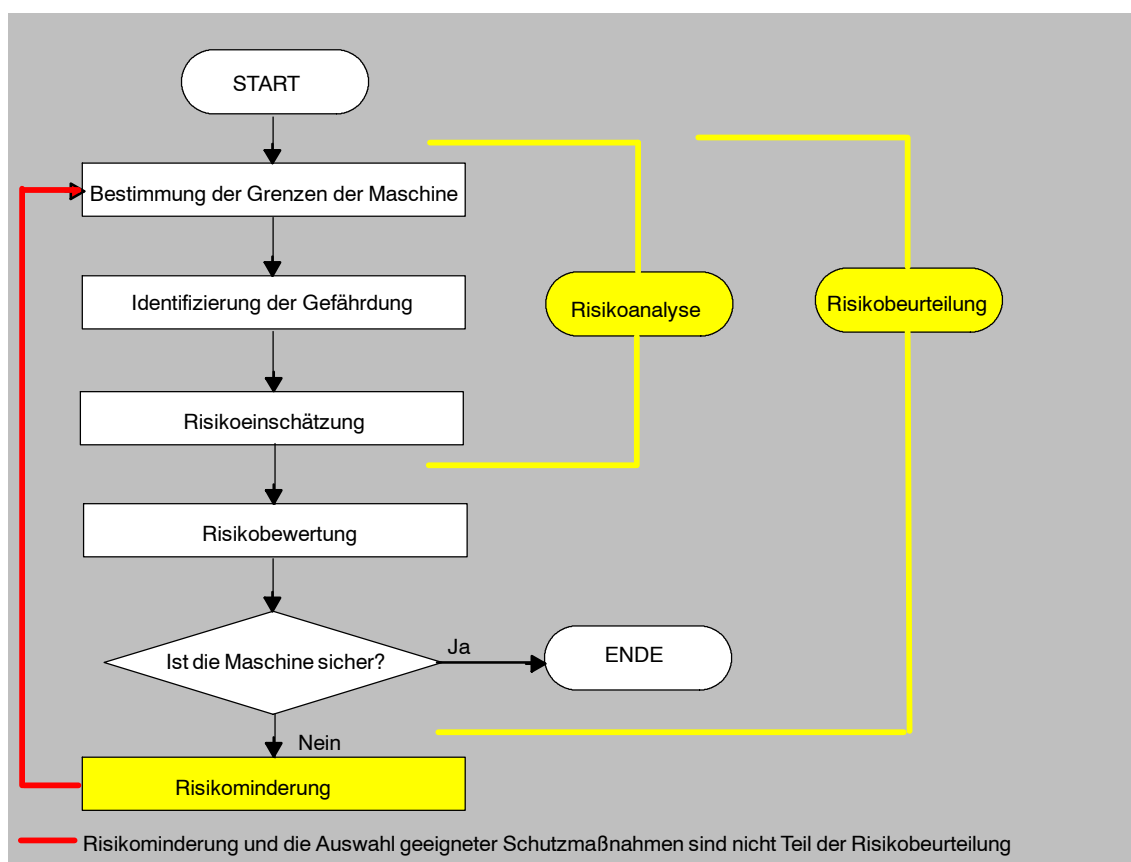 START
Bestimmung der Grenzen der Maschine
Identifizierung der Gefährdung
Risikoanalyse
Risikobeurteilung
Risikoeinschätzung
Risikobewertung
Ist die Maschine sicher?
Ja
ENDE
Nein
Risikominderung
Risikominderung und die Auswahl geeigneter Schutzmaßnahmen sind nicht Teil der Risikobeurteilung